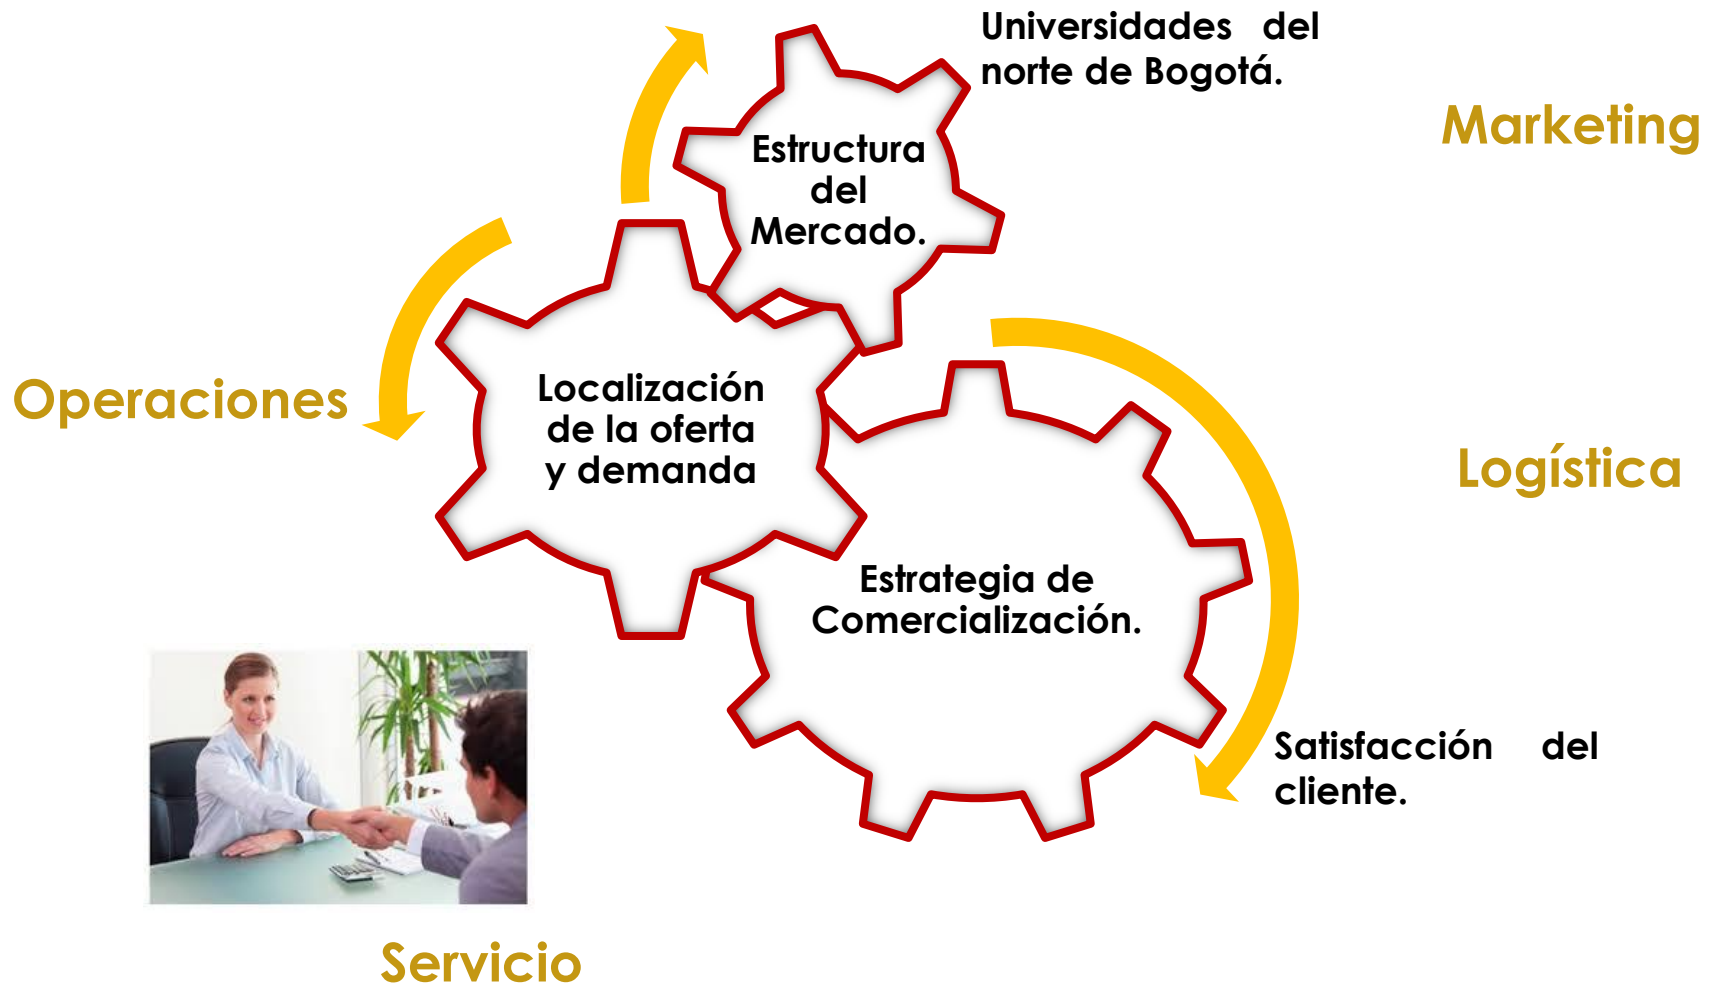 Universidades del
norte de Bogotá.
Marketing
Estructura
del
Mercado.
Operaciones
Localización
de la oferta
y demanda
Logística
Estrategia de
Comercialización.
Satisfacción del
cliente.
Servicio